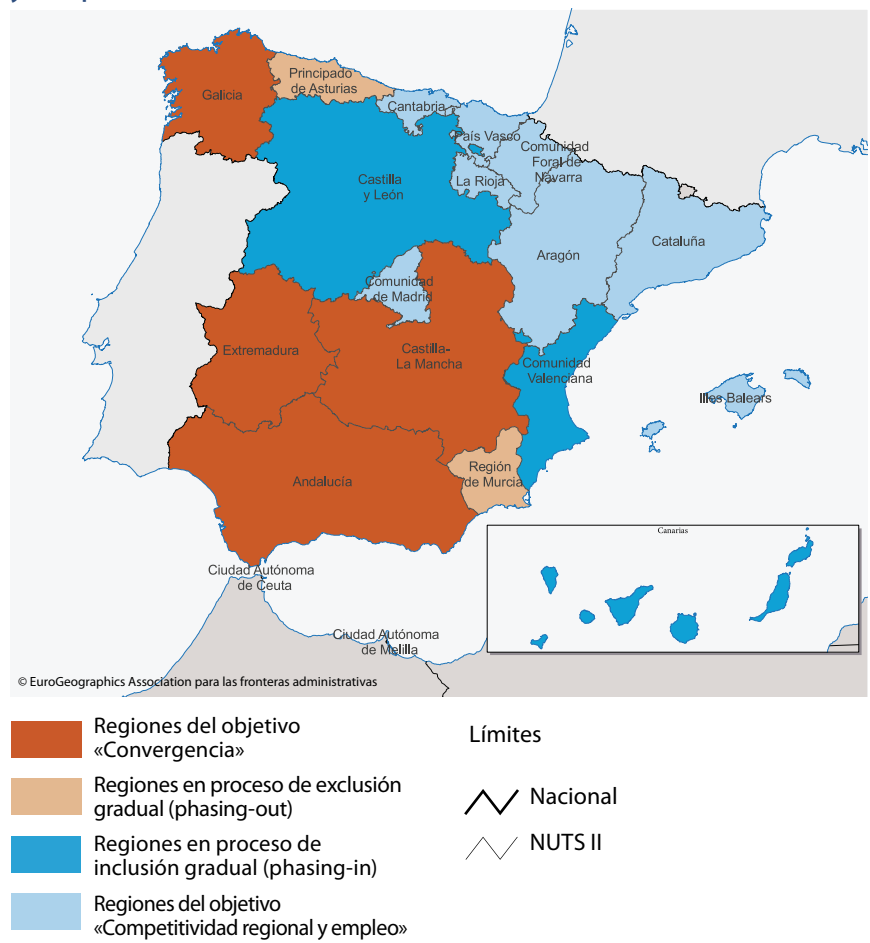 Galicia
Principado
de Asturias
Cantabria
País Vasco
Comunidad
Foral de
Navarra
La Rioja
Castilla
y León
Aragón
Cataluña
Comunidad
de Madrid
Extremadura
Castilla-
La Mancha
Comunidad
Valenciana
Illes Balears
Andalucía
Región
de Murcia
Canarias
Ciudad Autónoma
de Ceuta
Ciudad Autónoma
de Melilla
© EuroGeographics Association para las fronteras administrativas
Regiones del objetivo
«Convergencia»
Regiones en proceso de exclusión
gradual (phasing-out)
Regiones en proceso de
inclusión gradual (phasing-in)
Regiones del objetivo
«Competitividad regional y empleo»
Límites
Nacional
NUTS II